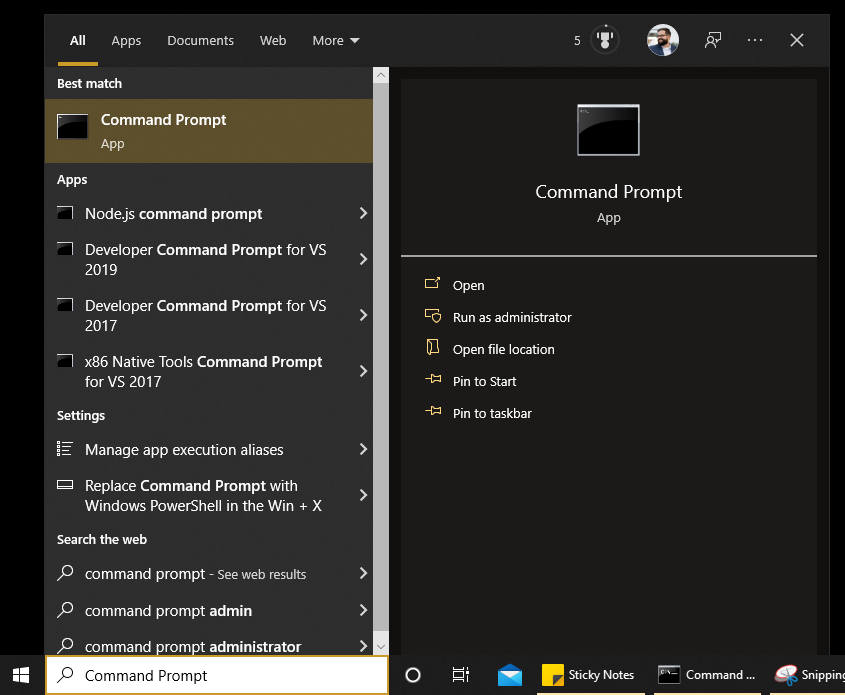 All Apps Documents Web More 5 ...
Best match
Command Prompt
App
Apps
Node.js command prompt
Developer Command Prompt for VS
2019
Developer Command Prompt for VS
2017
x86 Native Tools Command Prompt
for VS 2017
Settings
Manage app execution aliases
Replace Command Prompt with
Windows PowerShell in the Win + X
Search the web
command prompt - See web results
command prompt admin
command prompt administrator
Command Prompt
App
Open
Run as administrator
Open file location
Pin to Start
Pin to taskbar
Command Prompt
Sticky Notes
Command ...
Snipping